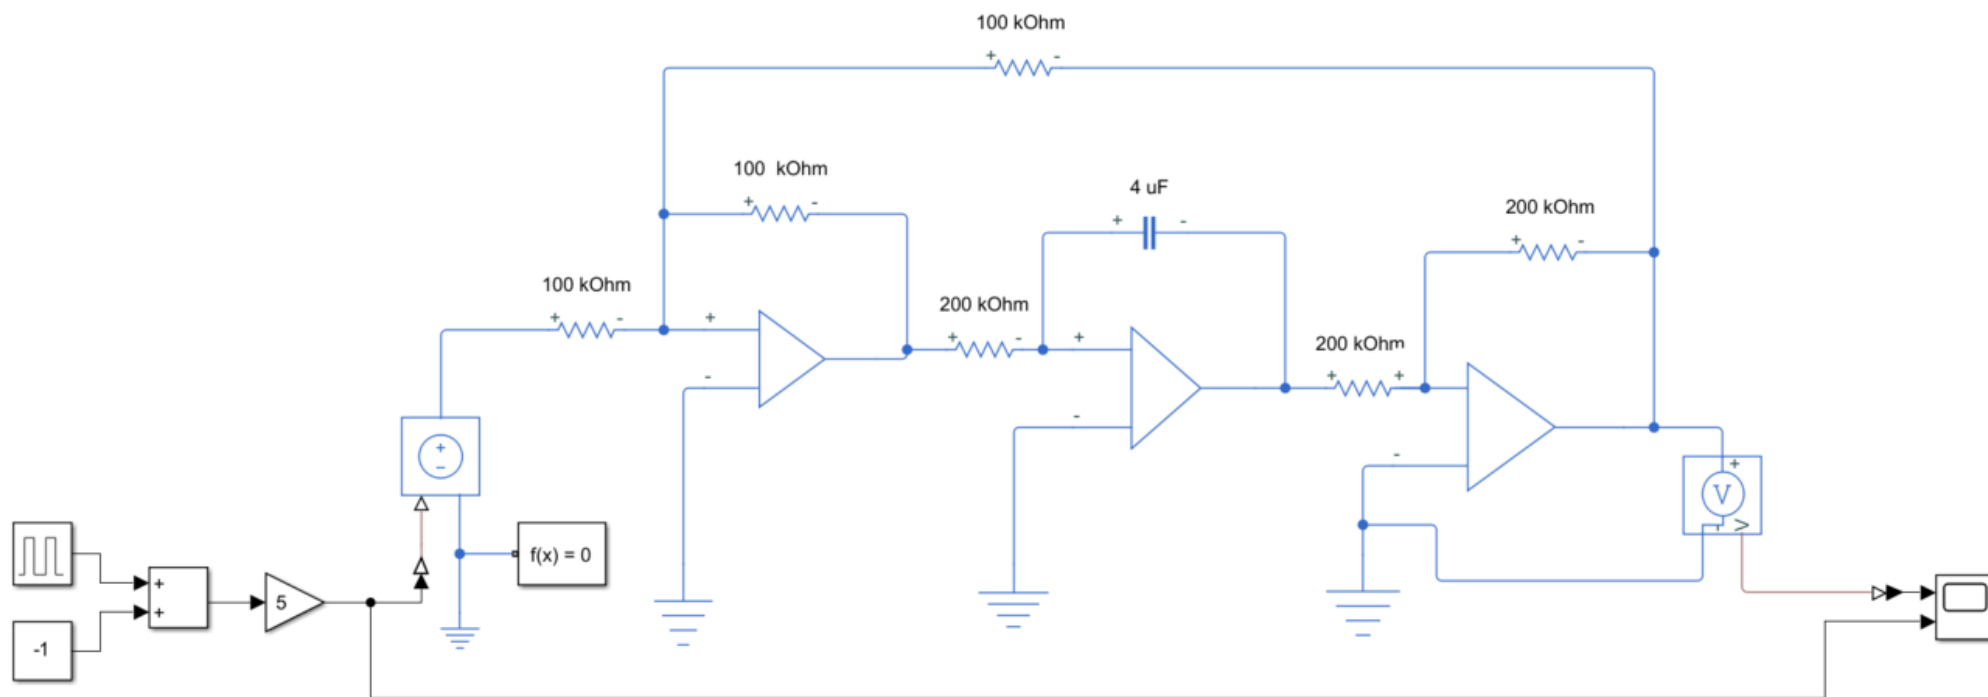 100 kOhm
+ -
100  kOhm
+ -
4 uF
+ -
200 kOhm
+ -
100 kOhm
+ -
+
-
200 kOhm
+ -
+
-
200 kOhm
+ +
-
+
-
+
V
-
V
f(x) = 0
+
+
5
-1